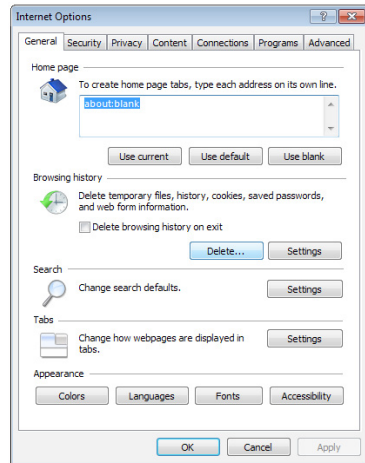 Internet Options
General Security Privacy Content Connections Programs Advanced
Home page
To create home page tabs, type each address on its own line.
about:blank
Use current Use default Use blank
Browsing history
Delete temporary files, history, cookies, saved passwords,
and web form information.
Delete browsing history on exit
Delete... Settings
Search
Change search defaults. Settings
Tabs
Change how webpages are displayed in
tabs.
Settings
Appearance
Colors Languages Fonts Accessibility
OK Cancel Apply